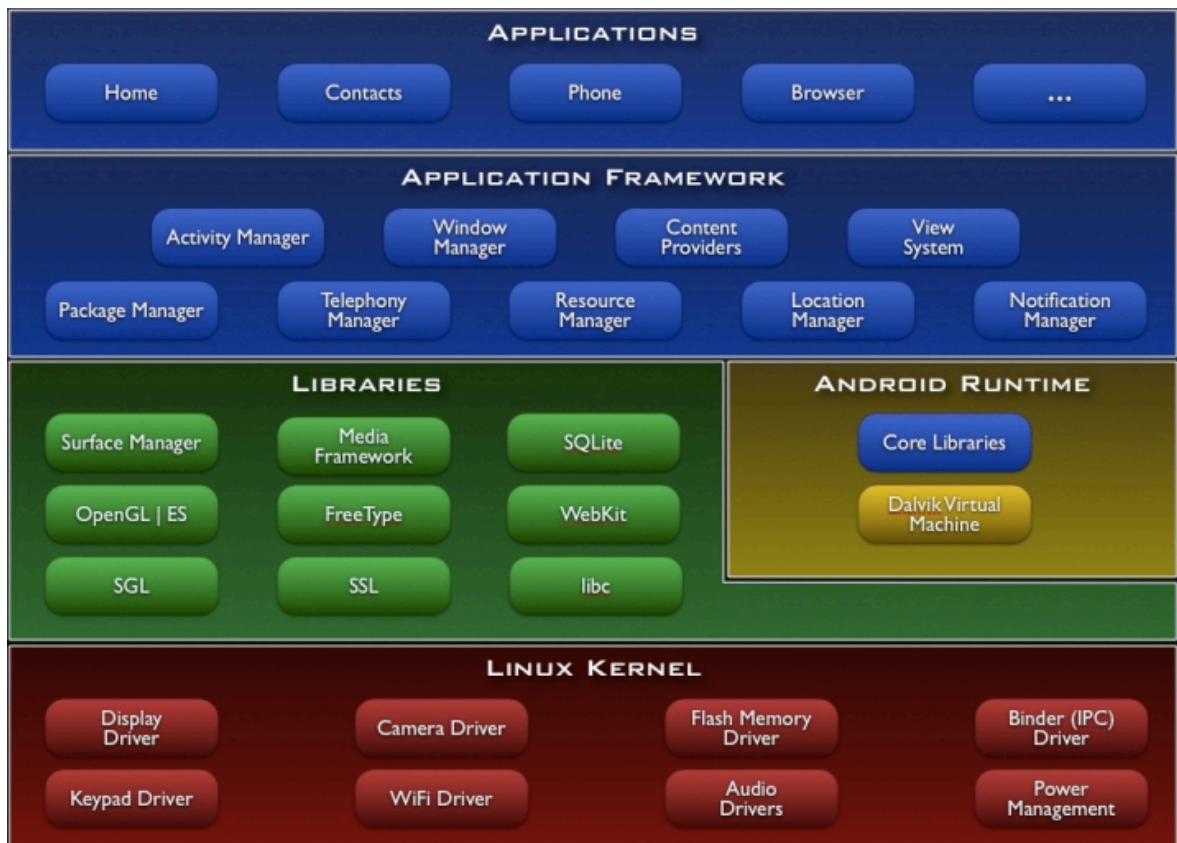 APPLICATIONS
Home
Contacts
Phone
Browser
...
APPLICATION FRAMEWORK
Activity Manager
Window
Manager
Content
Providers
View
System
Package Manager
Telephony
Manager
Resource
Manager
Location
Manager
Notification
Manager
LIBRARIES
Surface Manager
Media
Framework
SQLite
OpenGL | ES
FreeType
WebKit
SGL
SSL
libc
ANDROID RUNTIME
Core Libraries
Dalvik Virtual
Machine
LINUX KERNEL
Display
Driver
Camera Driver
Flash Memory
Driver
Binder (IPC)
Driver
Keypad Driver
WiFi Driver
Audio
Drivers
Power
Management